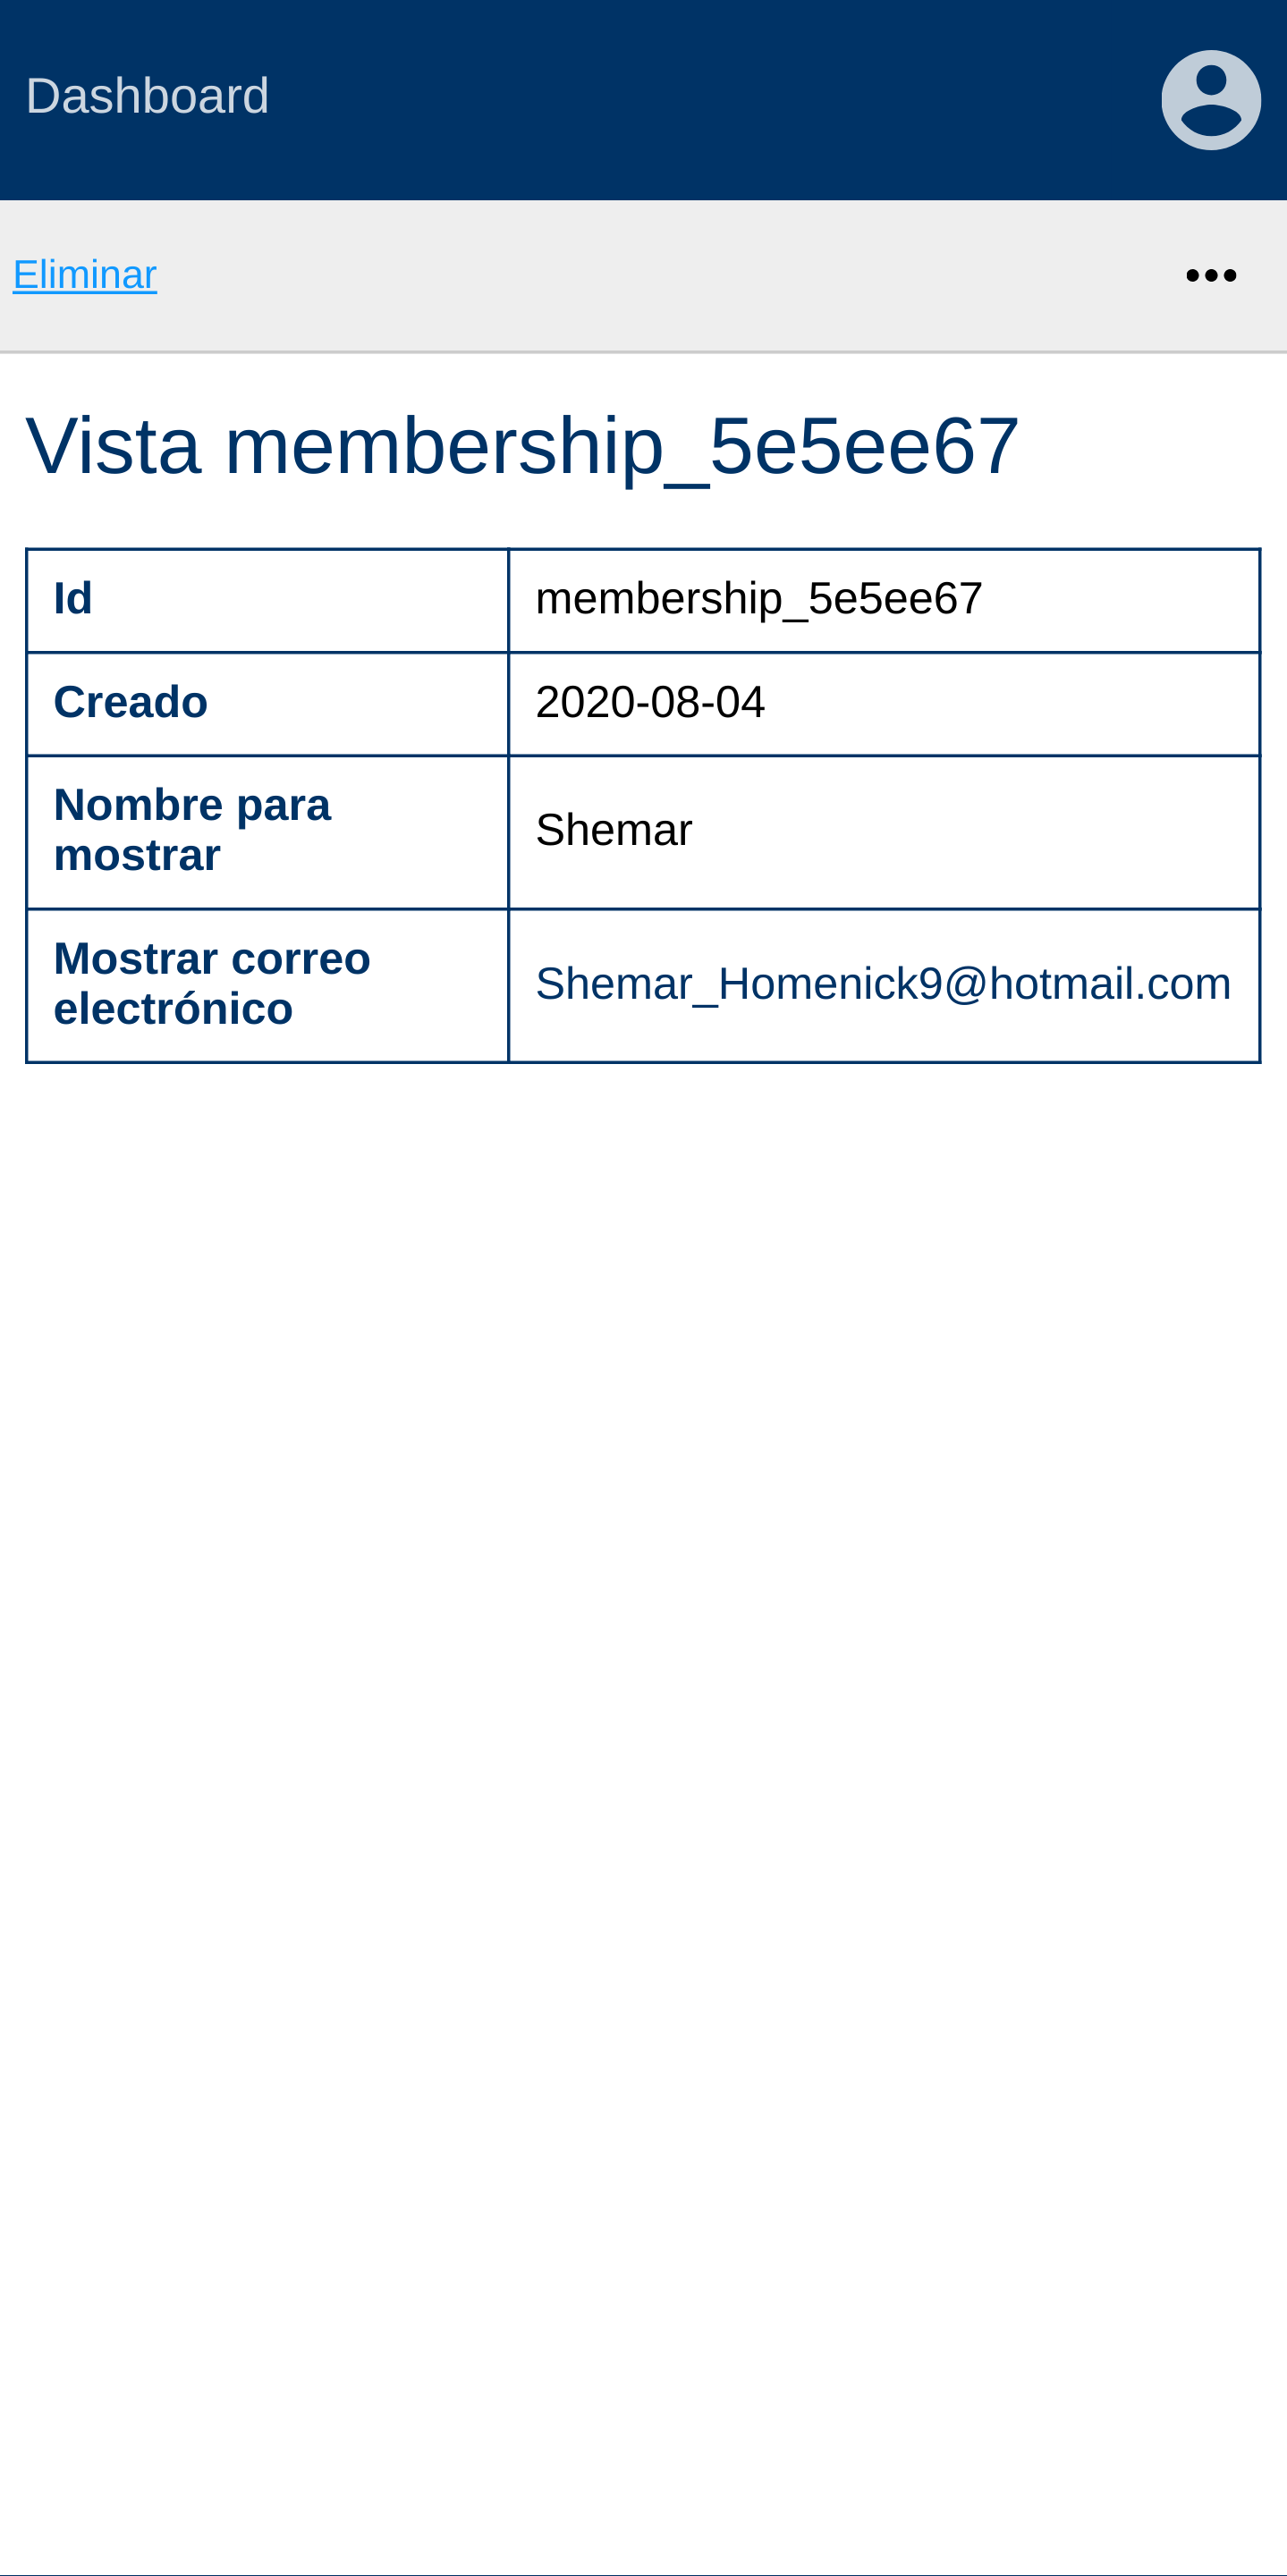 Dashboard
Eliminar
Vista membership_5e5ee67
Id
membership_5e5ee67
Creado
2020-08-04
Nombre para
mostrar
Shemar
Mostrar correo
electrónico
Shemar_Homenick9@hotmail.com